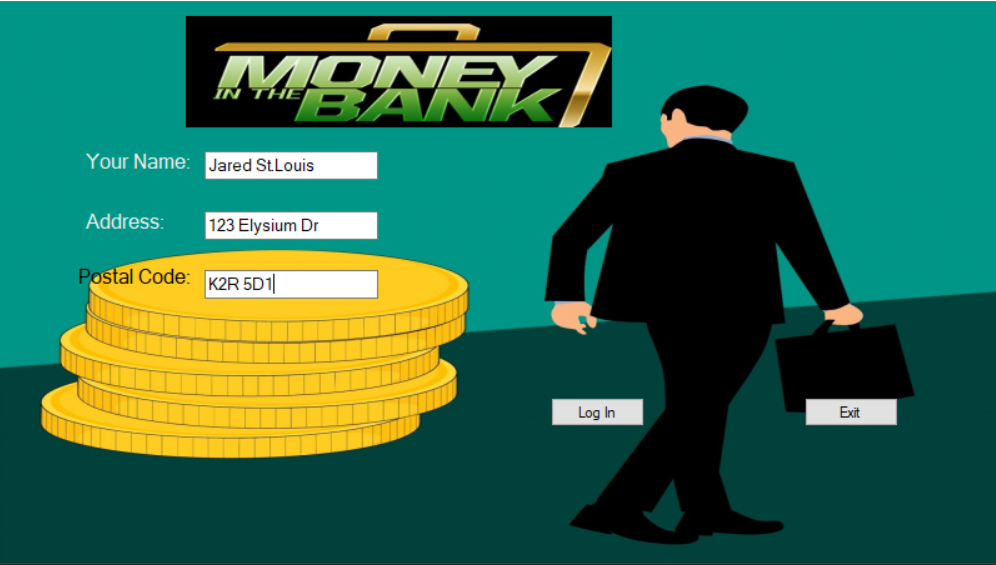 MONEY
IN THE BANK
Your Name: Jared St.Louis
Address: 123 Elysium Dr
Postal Code: K2R 5D1
Log In Exit